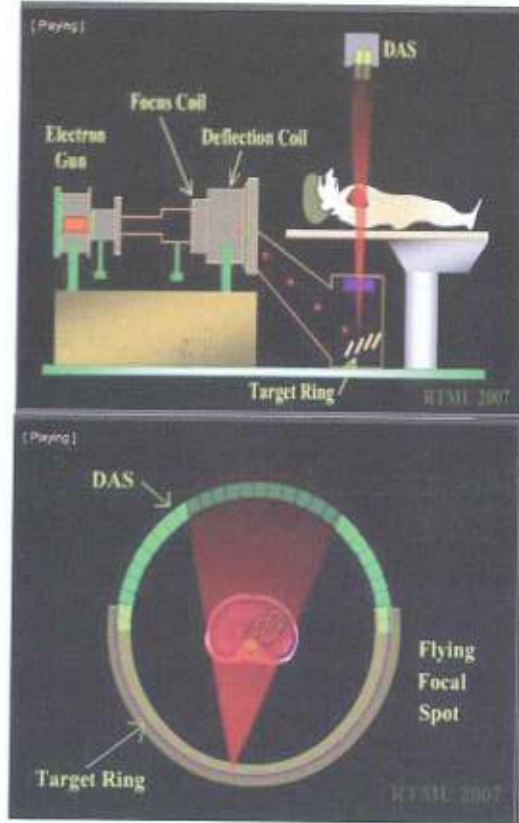 [ Playing ]
DAS
Focus Coil
Electron
Gun
Deflection Coil
Target Ring
RTMU 2007
[ Playing ]
DAS
Flying
Focal
Spot
Target Ring
RTMU 2007